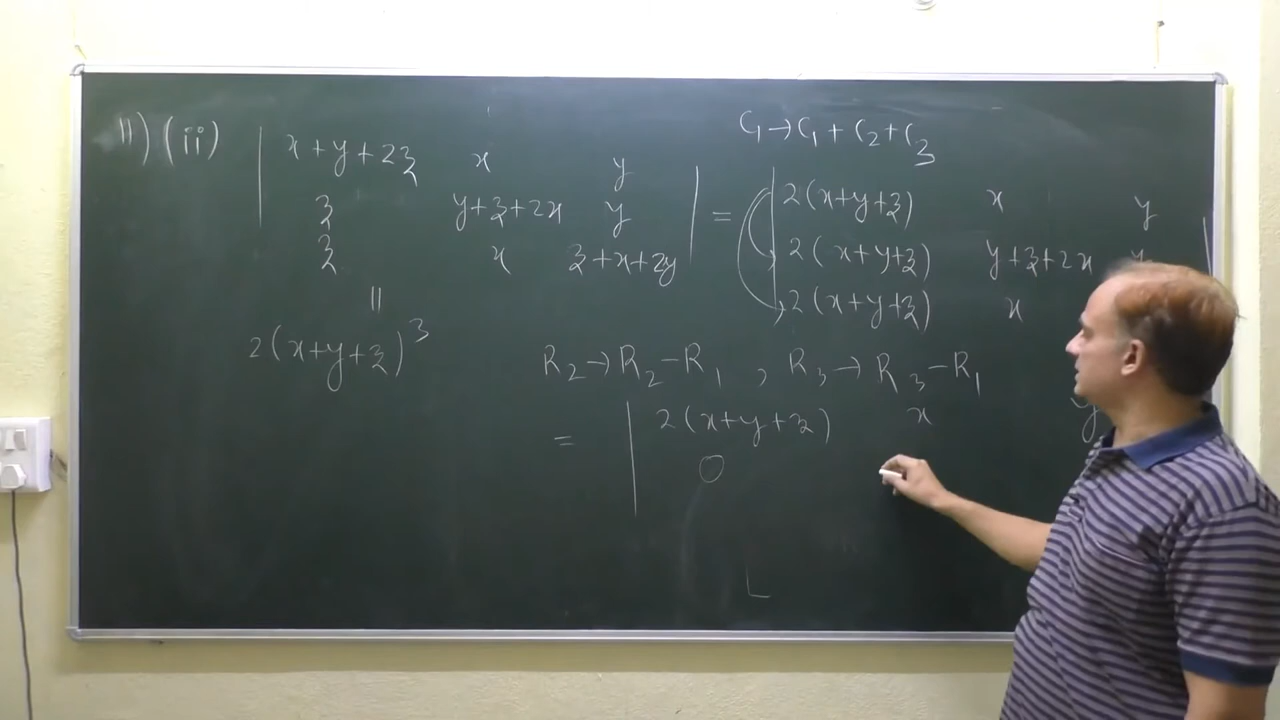 11) (ii) | x+y+2z x y |
z y+z+2x y
z x z+x+2y
=
2(x+y+z)³
C₁→C₁+C₂+C₃
= | 2(x+y+z) x y |
2(x+y+z) y+z+2x y
2(x+y+z) x
R₂→R₂−R₁ , R₃→R₃−R₁
= | 2(x+y+z) x y
0